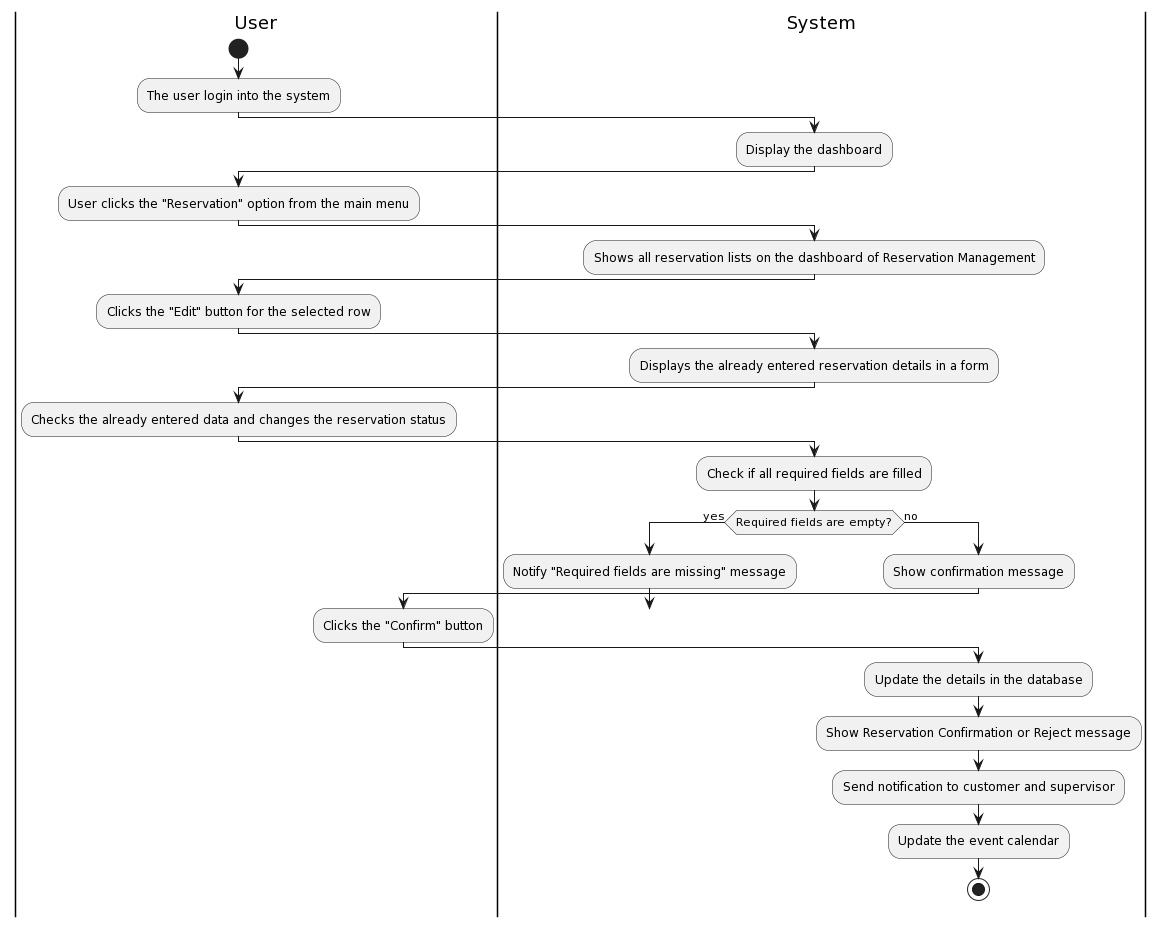 User
System
The user login into the system
Display the dashboard
User clicks the "Reservation" option from the main menu
Shows all reservation lists on the dashboard of Reservation Management
Clicks the "Edit" button for the selected row
Displays the already entered reservation details in a form
Checks the already entered data and changes the reservation status
Check if all required fields are filled
yes
Required fields are empty?
no
Notify "Required fields are missing" message
Show confirmation message
Clicks the "Confirm" button
Update the details in the database
Show Reservation Confirmation or Reject message
Send notification to customer and supervisor
Update the event calendar